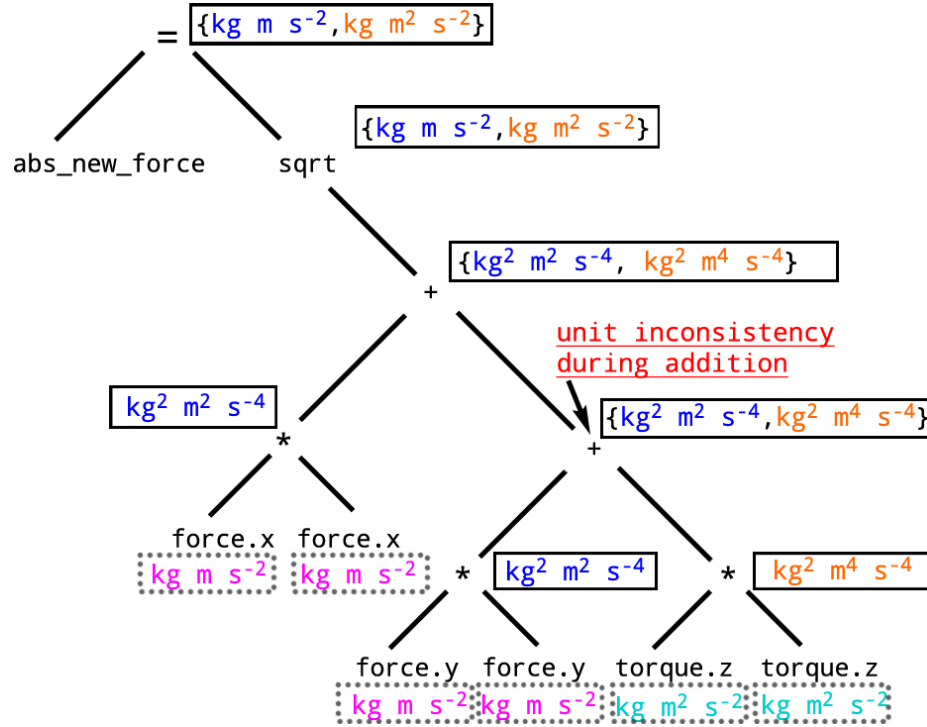 = {kg m s⁻²,kg m² s⁻²}
{kg m s⁻²,kg m² s⁻²}
abs_new_force sqrt
{kg² m² s⁻⁴, kg² m⁴ s⁻⁴}
+
unit inconsistency
during addition
kg² m² s⁻⁴
{kg² m² s⁻⁴,kg² m⁴ s⁻⁴}
* +
force.x force.x
kg m s⁻² kg m s⁻²
* kg² m² s⁻⁴ * kg² m⁴ s⁻⁴
force.y force.y torque.z torque.z
kg m s⁻² kg m s⁻² kg m² s⁻² kg m² s⁻²